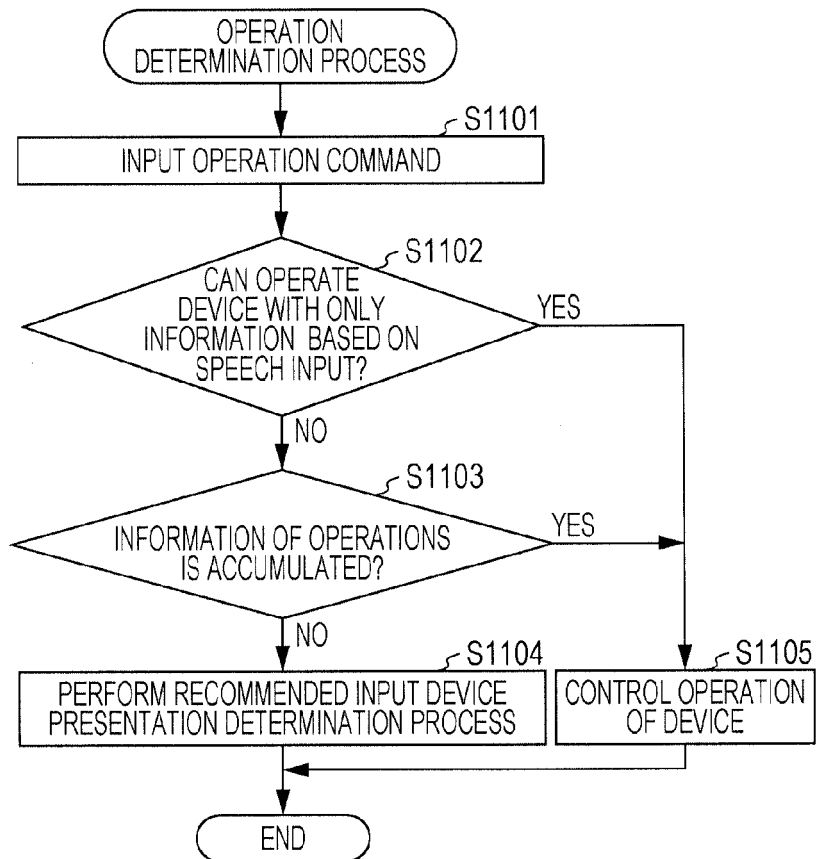 OPERATION
DETERMINATION PROCESS
S1101
INPUT OPERATION COMMAND
S1102
CAN OPERATE
DEVICE WITH ONLY
INFORMATION BASED ON
SPEECH INPUT?
YES
NO
S1103
INFORMATION OF OPERATIONS
IS ACCUMULATED?
YES
NO
S1104
PERFORM RECOMMENDED INPUT DEVICE
PRESENTATION DETERMINATION PROCESS
S1105
CONTROL OPERATION
OF DEVICE
END